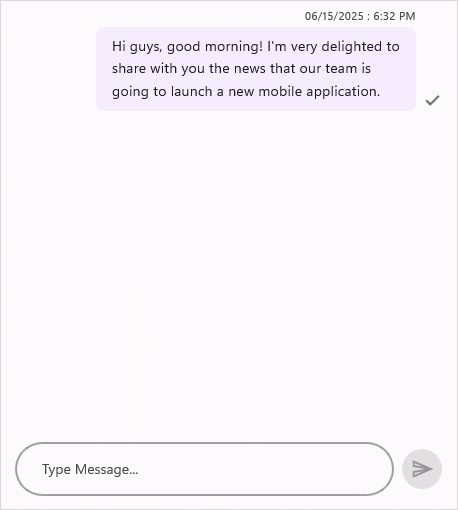 06/15/2025 : 6:32 PM
Hi guys, good morning! I'm very delighted to
share with you the news that our team is
going to launch a new mobile application.
Type Message...